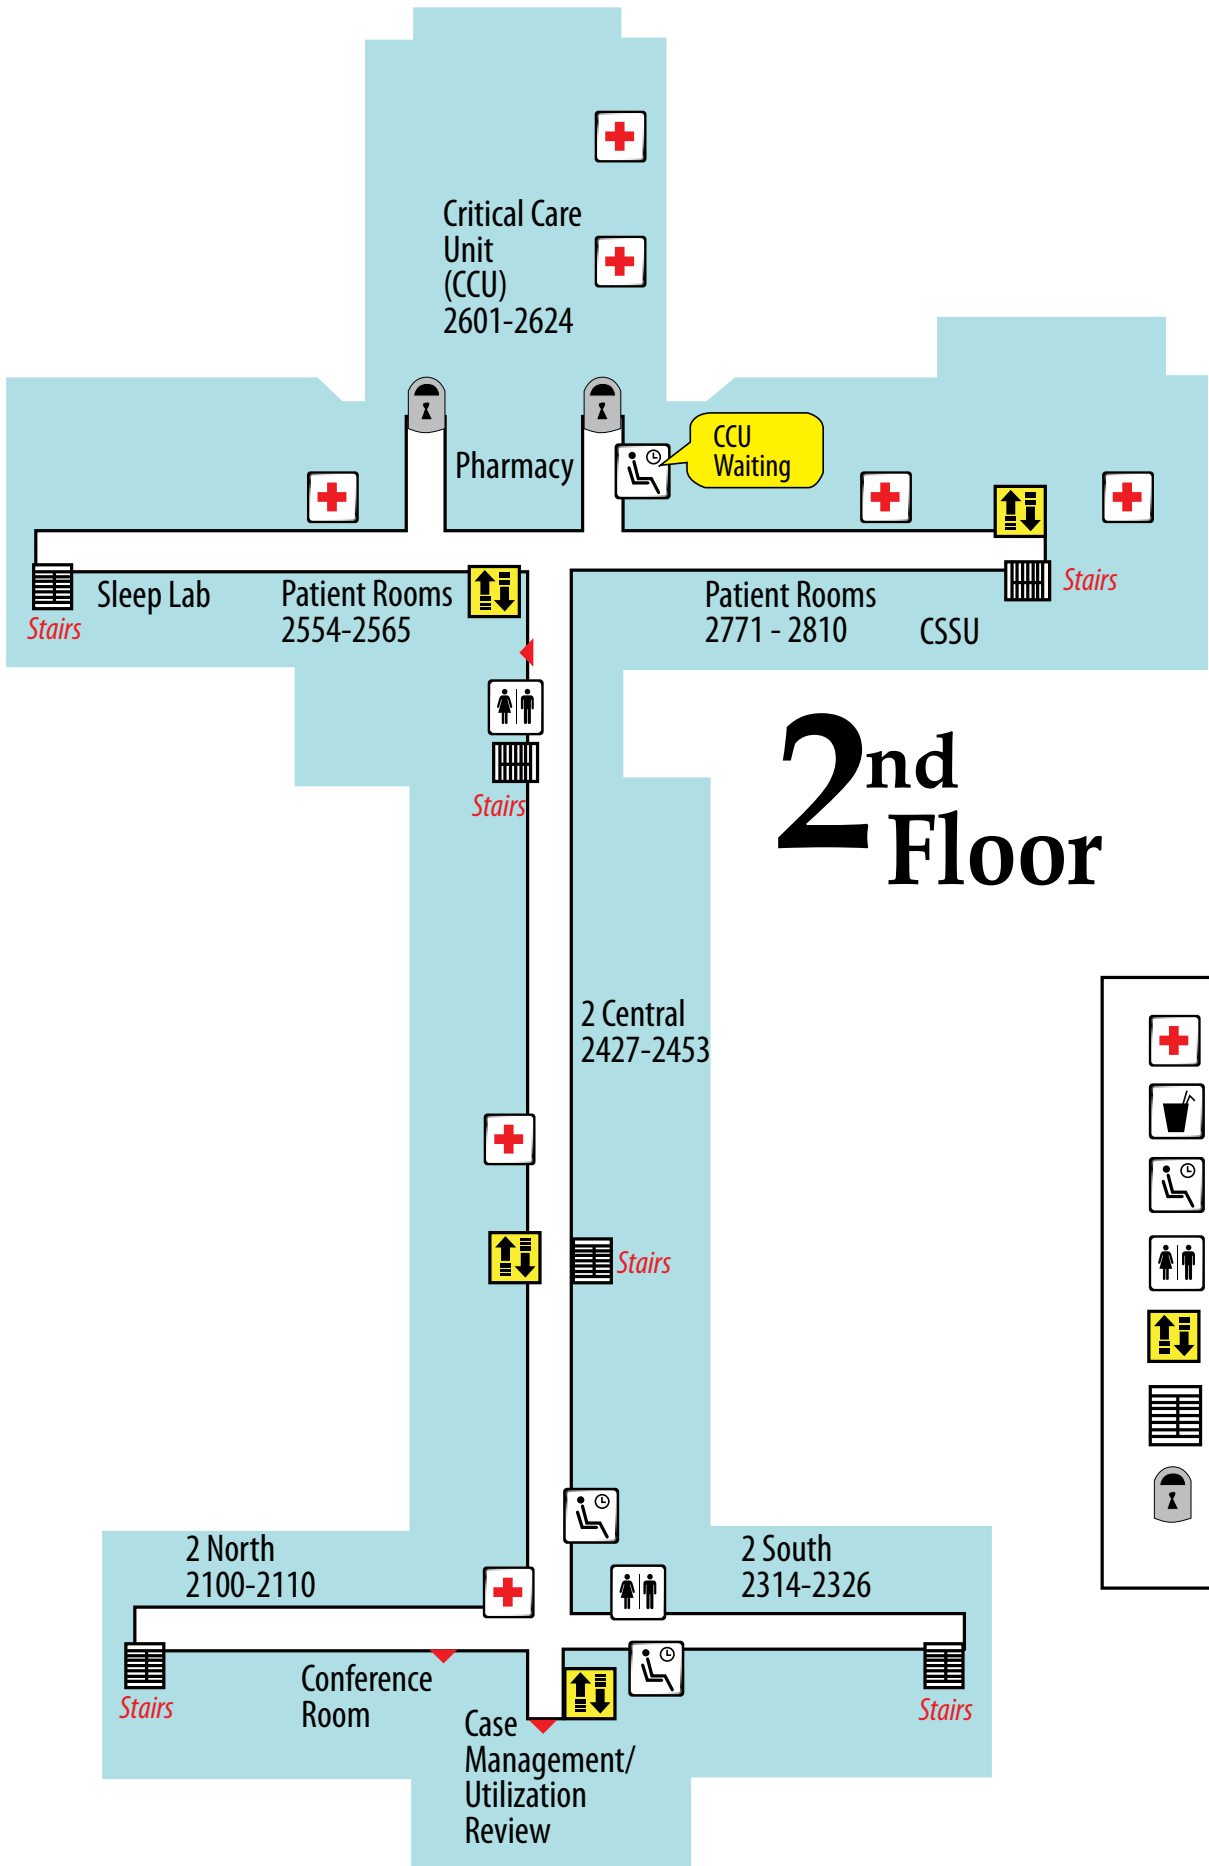 Critical Care
Unit
(CCU)
2601-2624
CCU
Waiting
Pharmacy
Sleep Lab
Stairs
Patient Rooms
2554-2565
Patient Rooms
2771 - 2810
CSSU
Stairs
Stairs
2nd
Floor
2 Central
2427-2453
Stairs
2 North
2100-2110
2 South
2314-2326
Stairs
Conference
Room
Case
Management/
Utilization
Review
Stairs